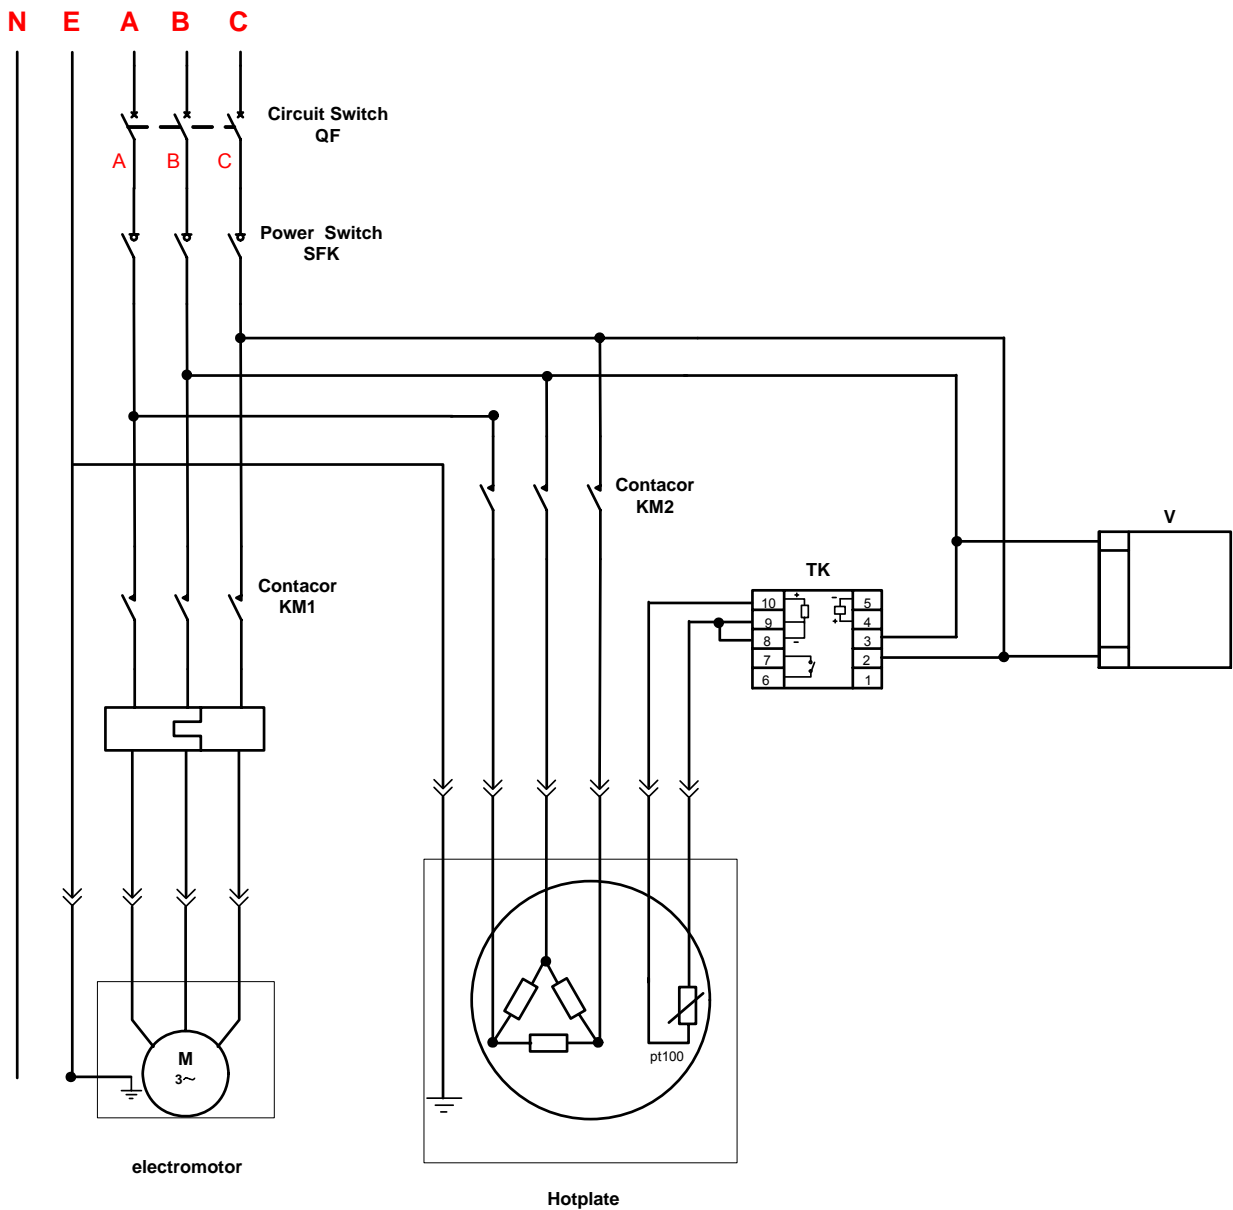 N E A B C
Circuit Switch
QF
A B C
Power Switch
SFK
Contacor
KM2
V
TK
Contacor
KM1
10 + - 5
9 + 4
8 - 3
7 2
6 1
pt100
M
3~
electromotor
Hotplate